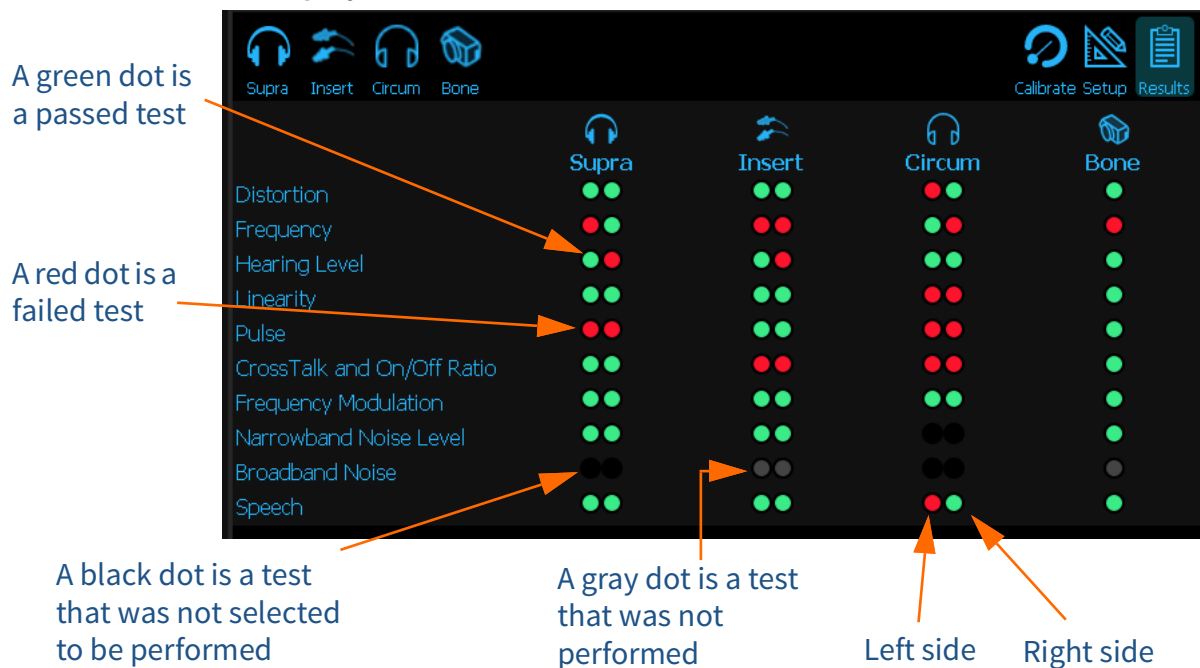 Supra Insert Circum Bone
Calibrate Setup Results
A green dot is
a passed test
Supra Insert Circum Bone
Distortion
Frequency
Hearing Level
A red dot is a
failed test
Linearity
Pulse
CrossTalk and On/Off Ratio
Frequency Modulation
Narrowband Noise Level
Broadband Noise
Speech
A black dot is a test
that was not selected
to be performed
A gray dot is a test
that was not
performed
Left side
Right side